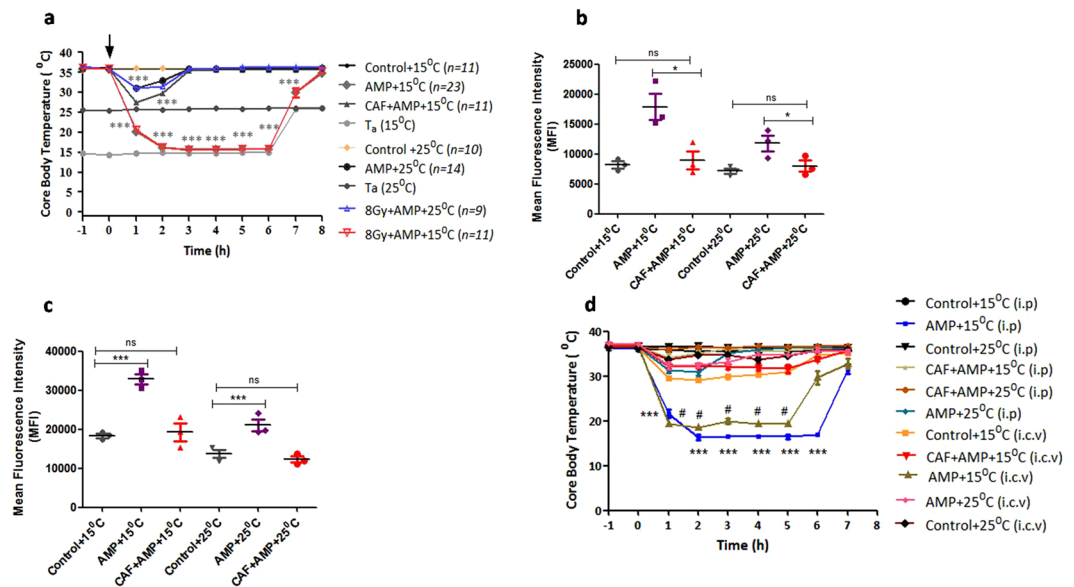 a
Core Body Temperature ( ⁰C)
40
35
30
25
20
15
10
5
0
***
***
***
***
***
***
***
***
***
-1 0 1 2 3 4 5 6 7 8
Time (h)
Control+15⁰C (n=11)
AMP+15⁰C (n=23)
CAF+AMP+15⁰C (n=11)
Tₐ (15⁰C)
Control +25⁰C (n=10)
AMP+25⁰C (n=14)
Ta (25⁰C)
8Gy+AMP+25⁰C (n=9)
8Gy+AMP+15⁰C (n=11)
b
Mean Fluorescence Intensity
(MFI)
25000
20000
15000
10000
5000
0
ns
*
ns
*
Control+15⁰C
AMP+15⁰C
CAF+AMP+15⁰C
Control+25⁰C
AMP+25⁰C
CAF+AMP+25⁰C
c
Mean Fluorescence Intensity
(MFI)
40000
30000
20000
10000
0
ns
***
ns
***
Control+15⁰C
AMP+15⁰C
CAF+AMP+15⁰C
Control+25⁰C
AMP+25⁰C
CAF+AMP+25⁰C
d
Core Body Temperature ( ⁰C)
40
30
20
10
0
*** # # # # #
*** *** *** *** ***
-1 0 1 2 3 4 5 6 7 8
Time (h)
Control+15⁰C (i.p)
AMP+15⁰C (i.p)
Control+25⁰C (i.p)
CAF+AMP+15⁰C (i.p)
CAF+AMP+25⁰C (i.p)
AMP+25⁰C (i.p)
Control+15⁰C (i.c.v)
CAF+AMP+15⁰C (i.c.v)
AMP+15⁰C (i.c.v)
AMP+25⁰C (i.c.v)
Control+25⁰C (i.c.v)